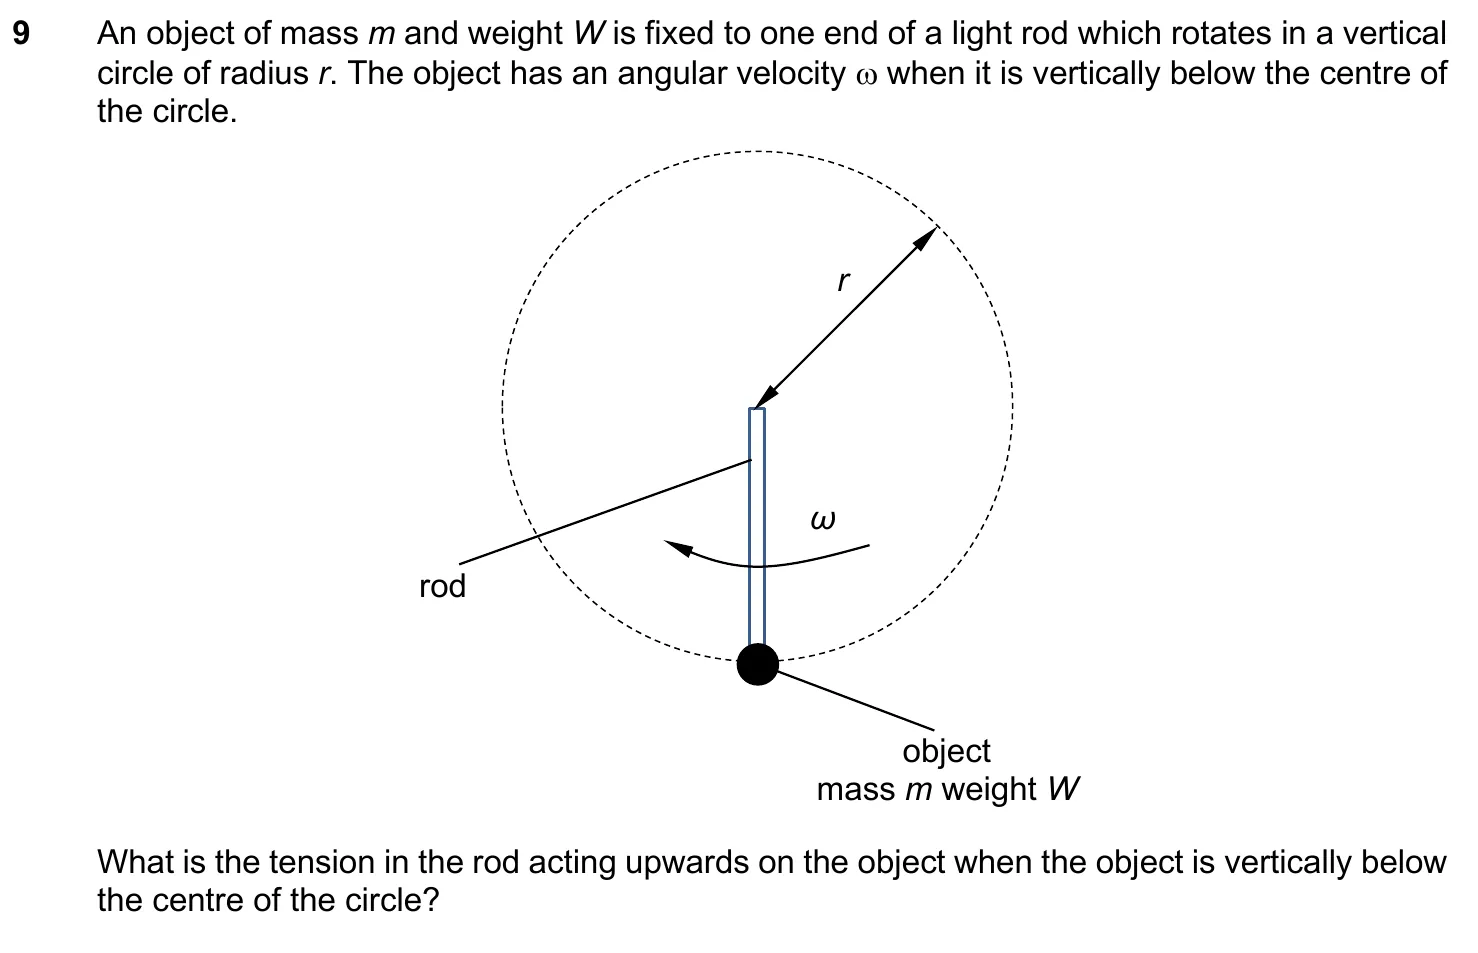 9 An object of mass m and weight W is fixed to one end of a light rod which rotates in a vertical
circle of radius r. The object has an angular velocity ω when it is vertically below the centre of
the circle.
r
ω
rod
object
mass m weight W
What is the tension in the rod acting upwards on the object when the object is vertically below
the centre of the circle?